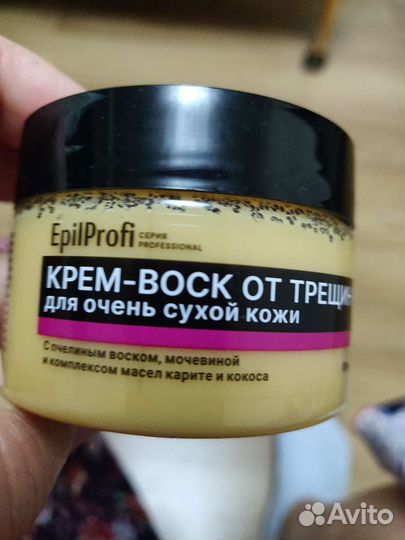 EpilProfi СЕРИЯ
PROFESSIONAL
КРЕМ-ВОСК ОТ ТРЕЩИН
для очень сухой кожи
С пчелиным воском, мочевиной
и комплексом масел карите и кокоса
Avito